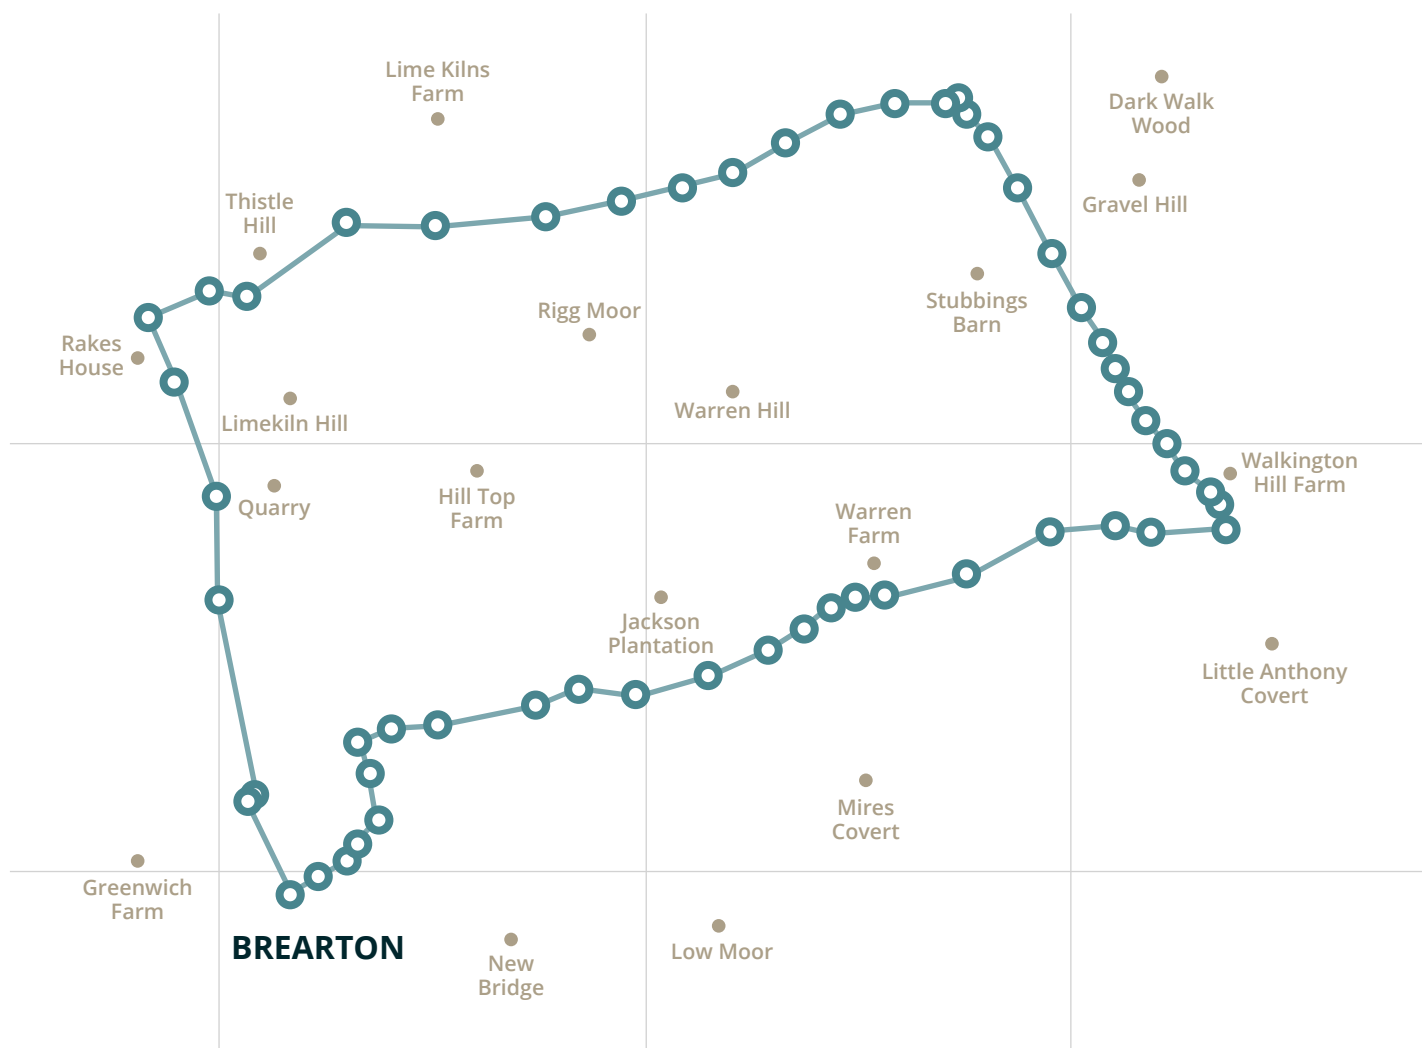 Lime Kilns
Farm
Dark Walk
Wood
Thistle
Hill
Gravel Hill
Stubbings
Barn
Rigg Moor
Rakes
House
Limekiln Hill
Warren Hill
Walkington
Hill Farm
Quarry
Hill Top
Farm
Warren
Farm
Jackson
Plantation
Little Anthony
Covert
Mires
Covert
Greenwich
Farm
BREARTON
New
Bridge
Low Moor